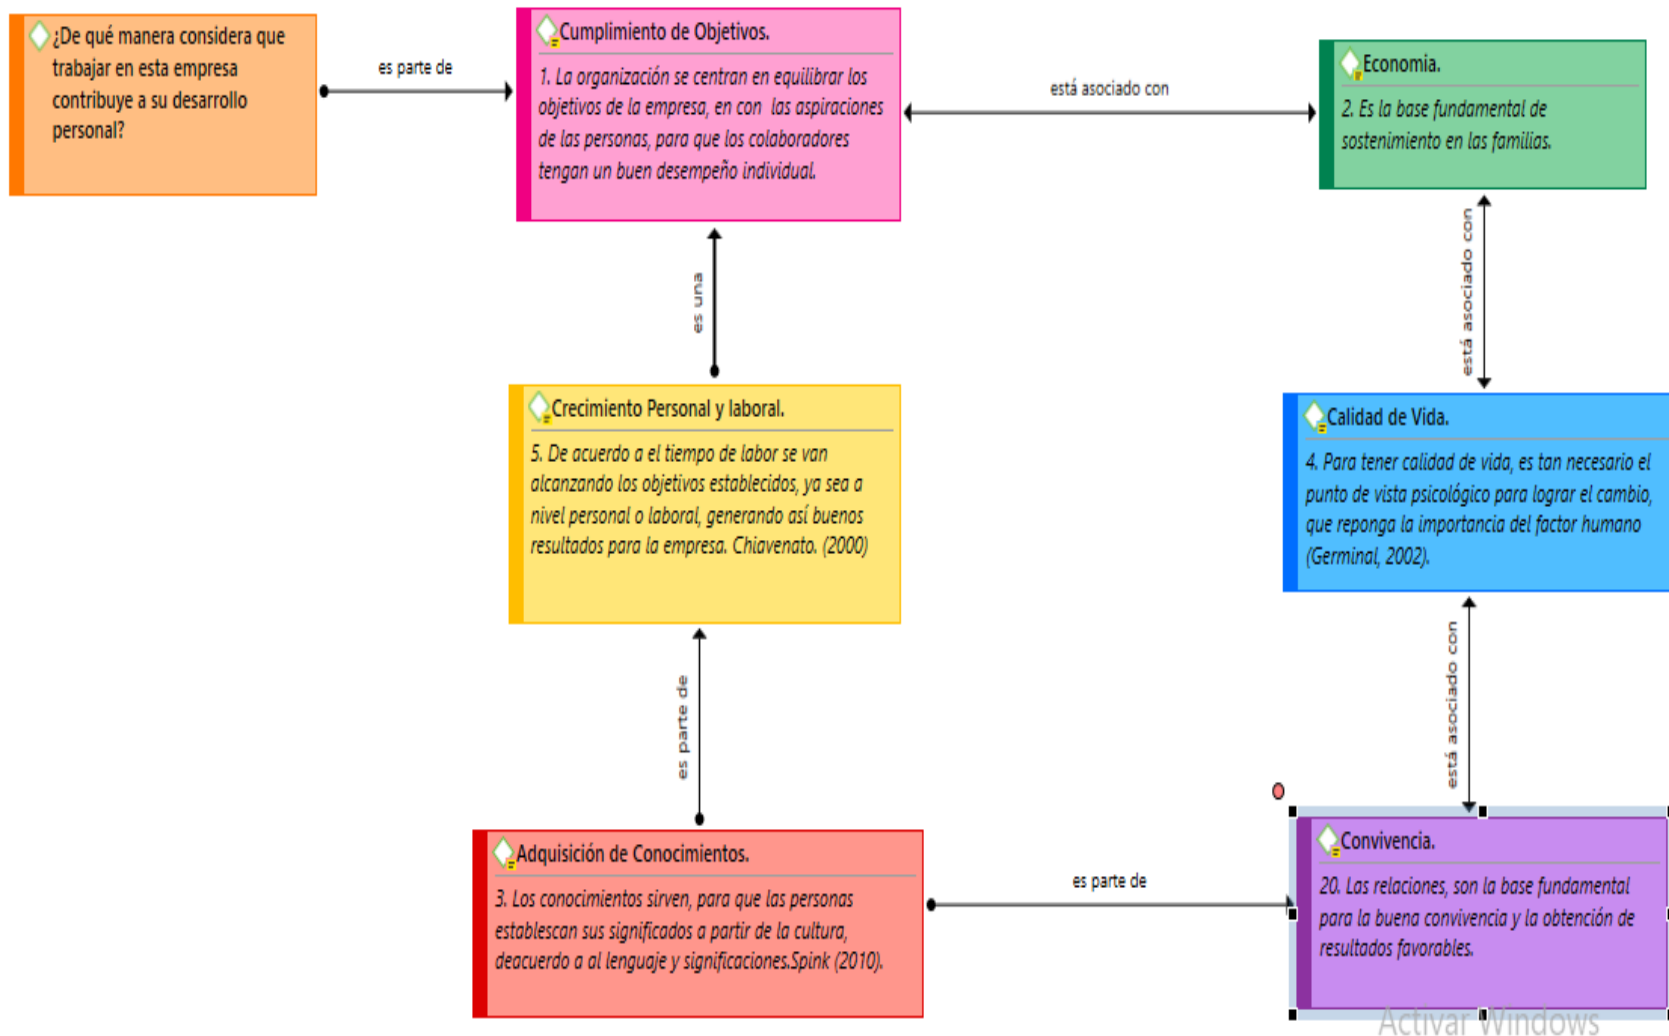 ¿De qué manera considera que
trabajar en esta empresa
contribuye a su desarrollo
personal?
es parte de
Cumplimiento de Objetivos.
1. La organización se centran en equilibrar los
objetivos de la empresa, en con las aspiraciones
de las personas, para que los colaboradores
tengan un buen desempeño individual.
está asociado con
Economia.
2. Es la base fundamental de
sostenimiento en las familias.
es una
está asociado con
Crecimiento Personal y laboral.
5. De acuerdo a el tiempo de labor se van
alcanzando los objetivos establecidos, ya sea a
nivel personal o laboral, generando así buenos
resultados para la empresa. Chiavenato. (2000)
Calidad de Vida.
4. Para tener calidad de vida, es tan necesario el
punto de vista psicológico para lograr el cambio,
que reponga la importancia del factor humano
(Germinal, 2002).
es parte de
está asociado con
Adquisición de Conocimientos.
3. Los conocimientos sirven, para que las personas
establescan sus significados a partir de la cultura,
deacuerdo a al lenguaje y significaciones.Spink (2010).
es parte de
Convivencia.
20. Las relaciones, son la base fundamental
para la buena convivencia y la obtención de
resultados favorables.
Activar Windows